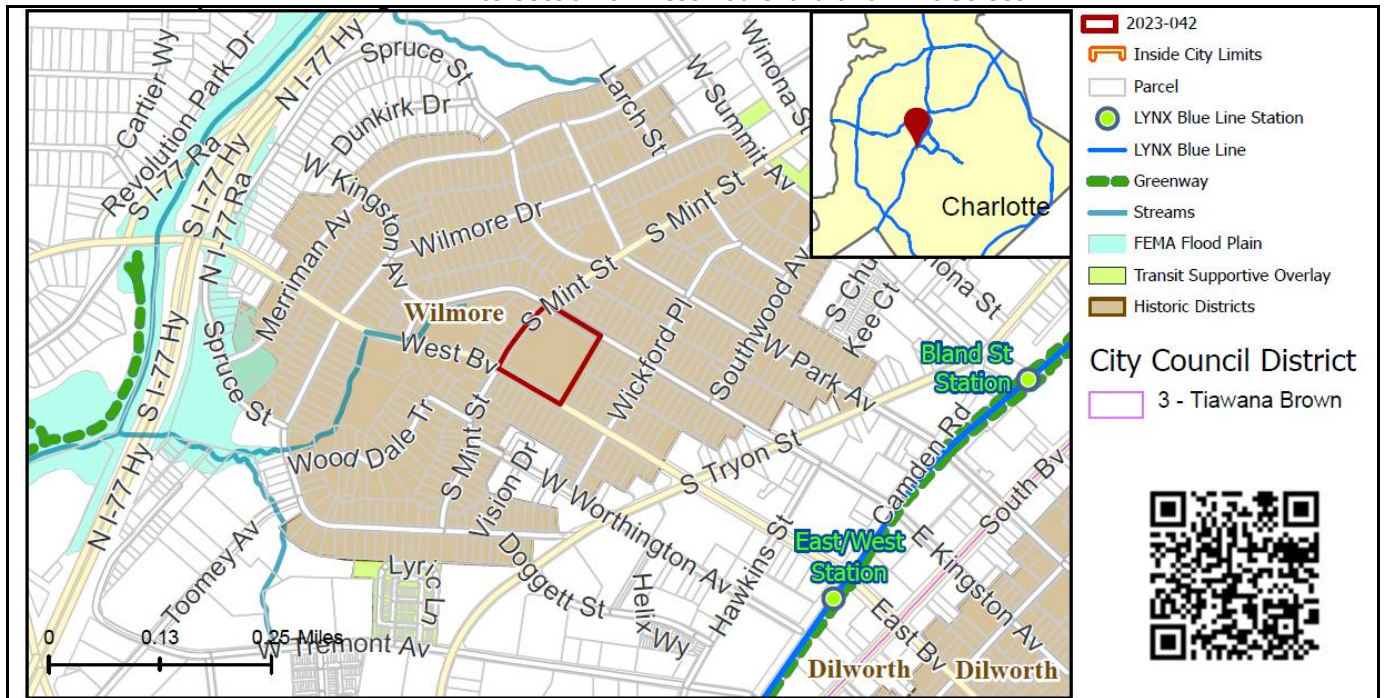 Cartier Wy
Revolution Park Dr
S I-77 Ra
S I-77 Hy
N I-77 Hy
N I-77 Ra
Spruce St
Dunkirk Dr
W Kingston Av
Merriman Av
Wilmore Dr
Larch St
W Summit Av
Winona St
S Mint St
S Mint St
Wilmore
West Bv
Spruce St
S I-77 Hy
N I-77 Hy
Wood Dale Tr
S Mint St
Vision Dr
Wickford Pl
Southwood Av
W Park Av
S Chu
Kee Ct
nona St
Bland St
Station
S Tryon St
W Worthington Av
Camden Rd
South Bv
E Kingston Av
East/West
Station
Hawkins St
East Bv
Doggett St
Helix Wy
Toomey Av
Lyric Ln
W Tremont Av
Dilworth
Dilworth
0 0.13 0.25 Miles
Charlotte
2023-042
Inside City Limits
Parcel
LYNX Blue Line Station
LYNX Blue Line
Greenway
Streams
FEMA Flood Plain
Transit Supportive Overlay
Historic Districts
City Council District
3 - Tiawana Brown